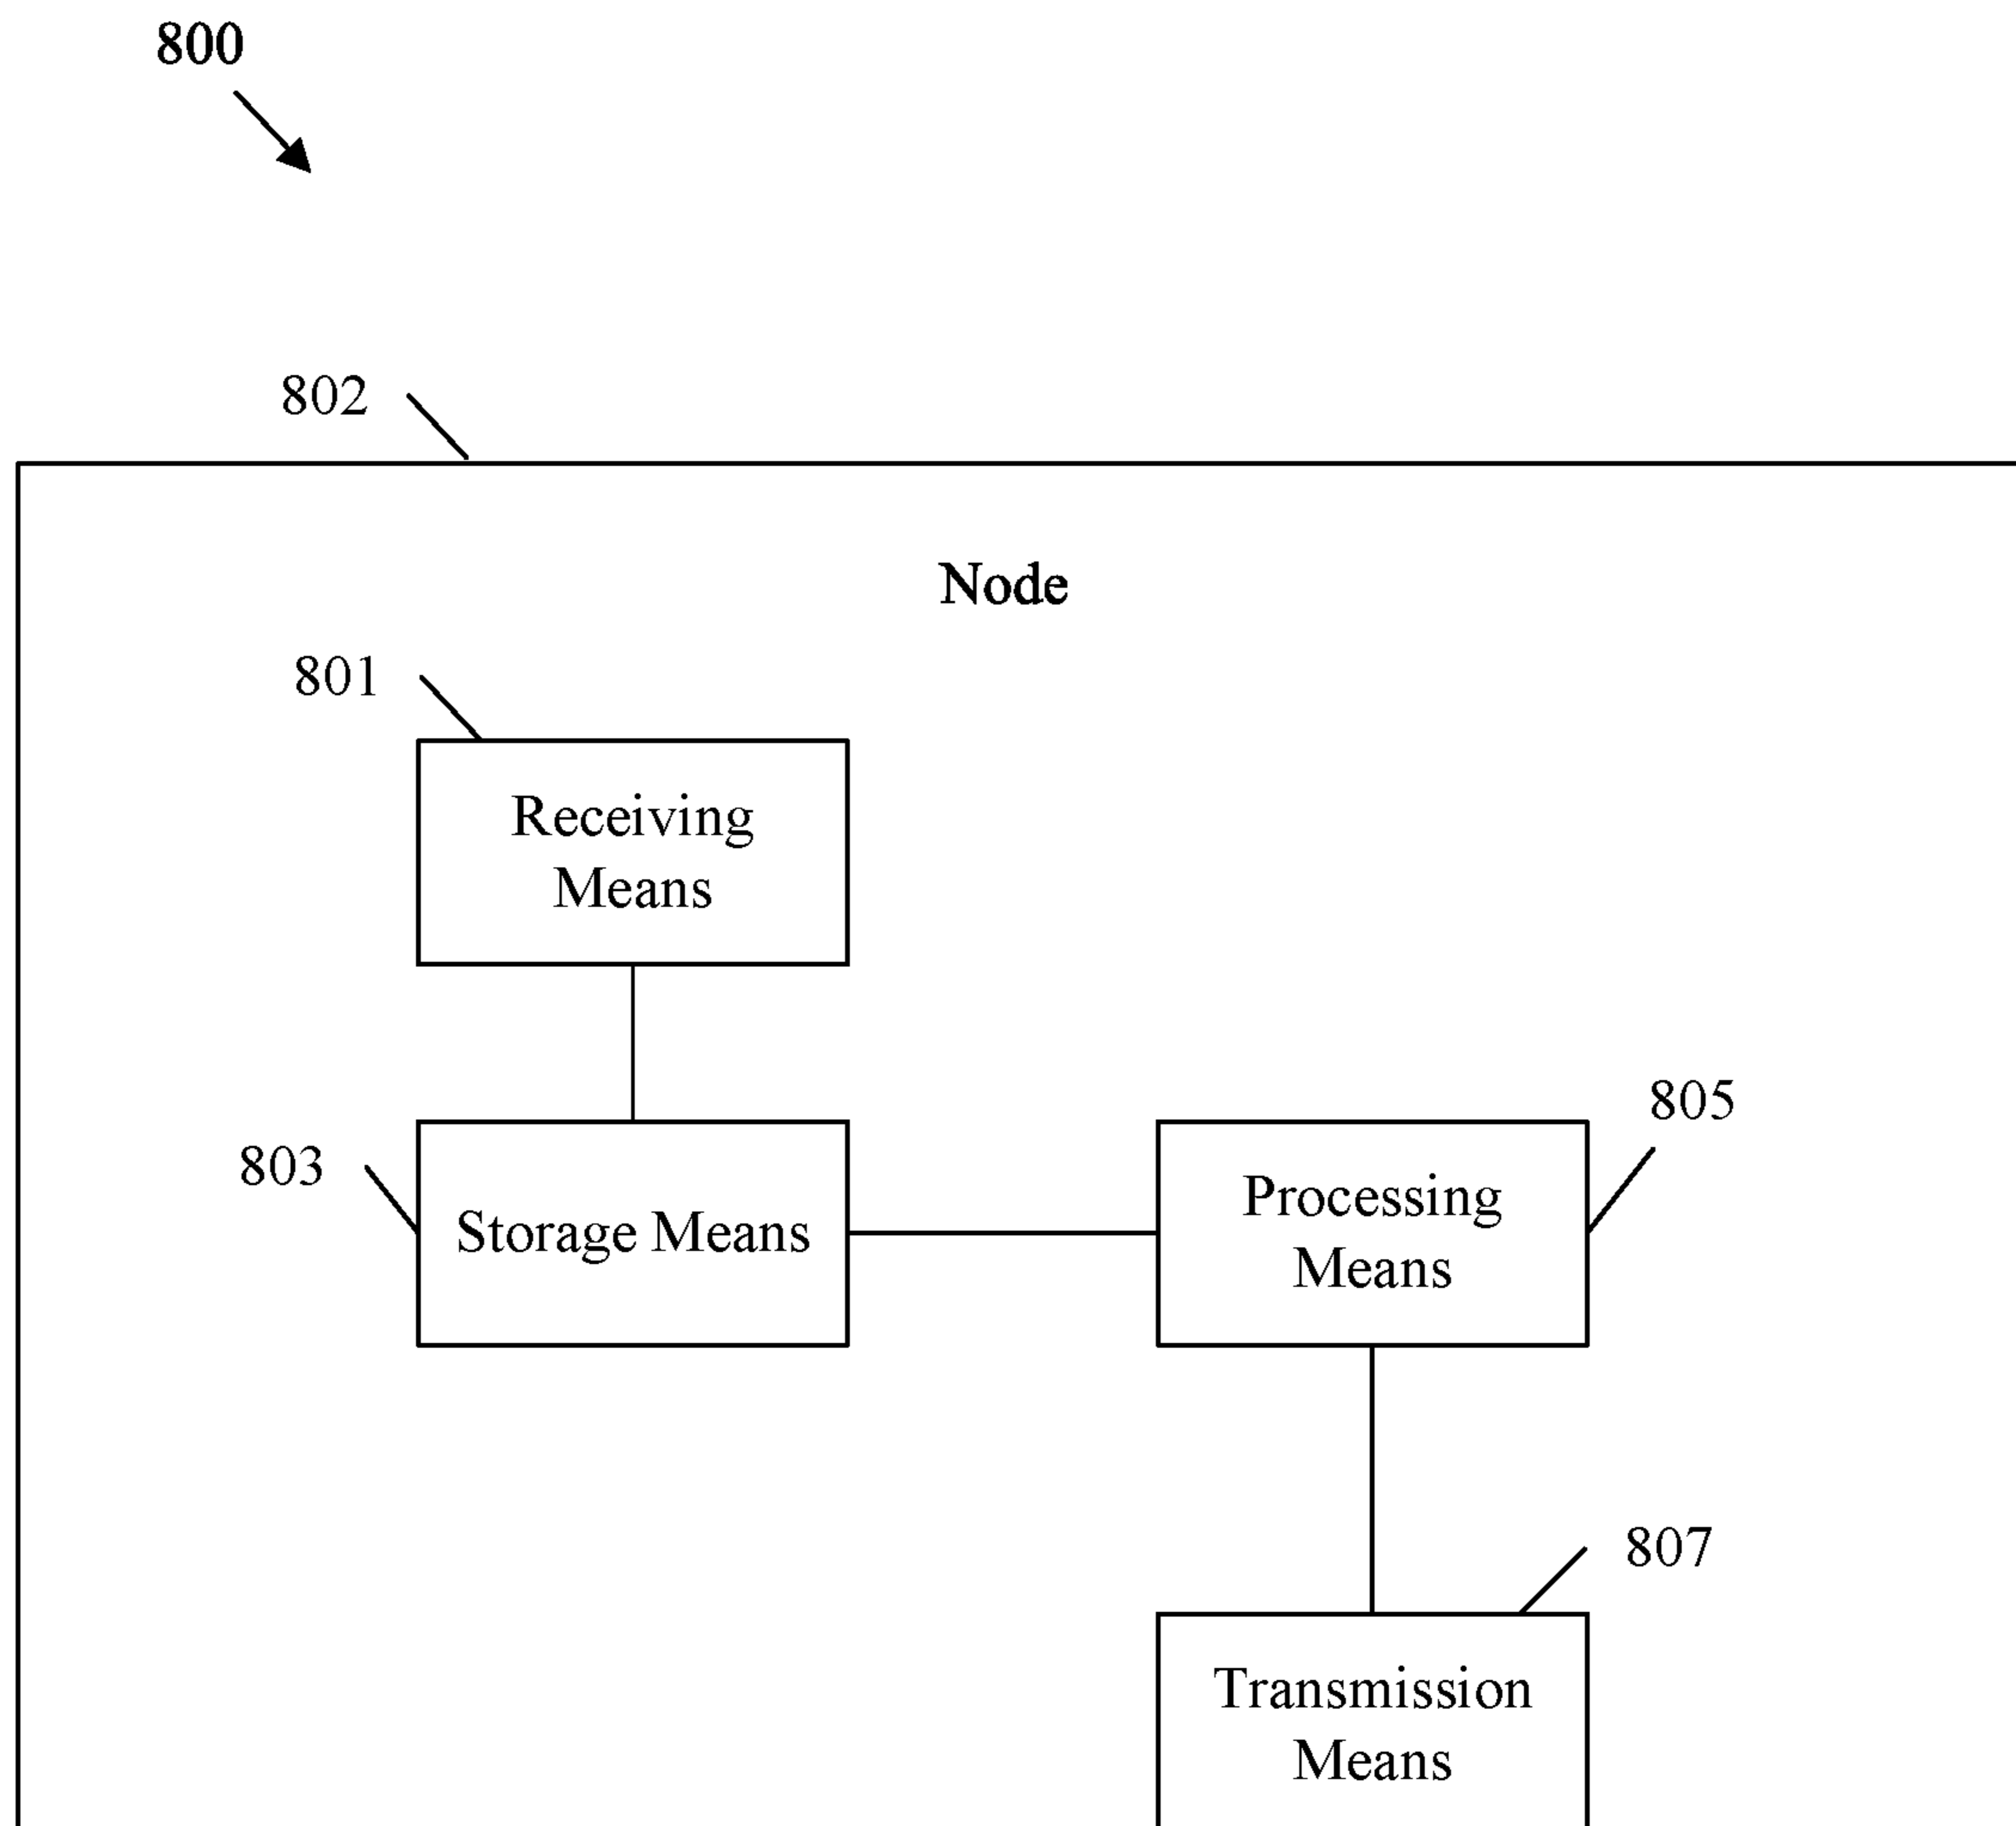 800
802
Node
801
Receiving
Means
805
803
Storage Means
Processing
Means
807
Transmission
Means